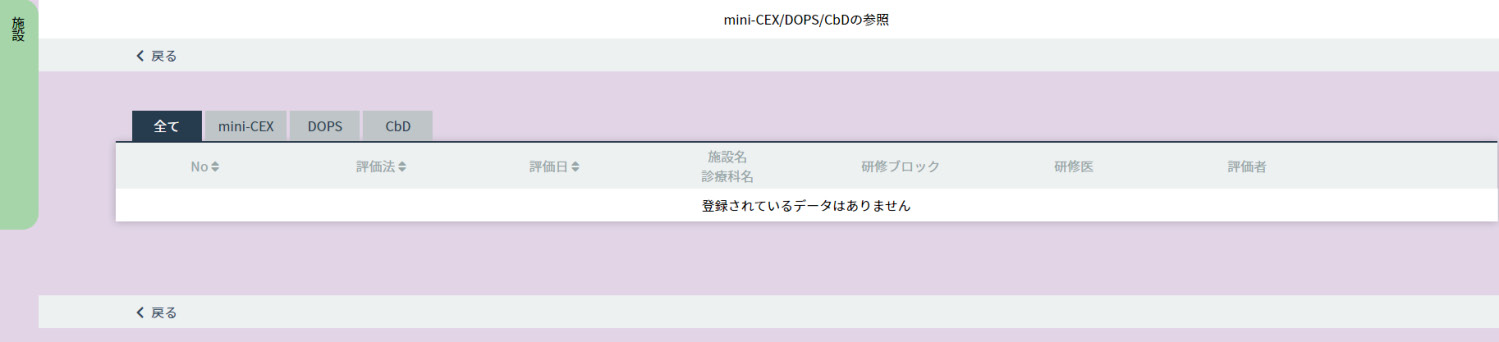 施設
mini-CEX/DOPS/CbDの参照
戻る
全て mini-CEX DOPS CbD
No 評価法 評価日 施設名 診療科名 研修ブロック 研修医 評価者
登録されているデータはありません
戻る